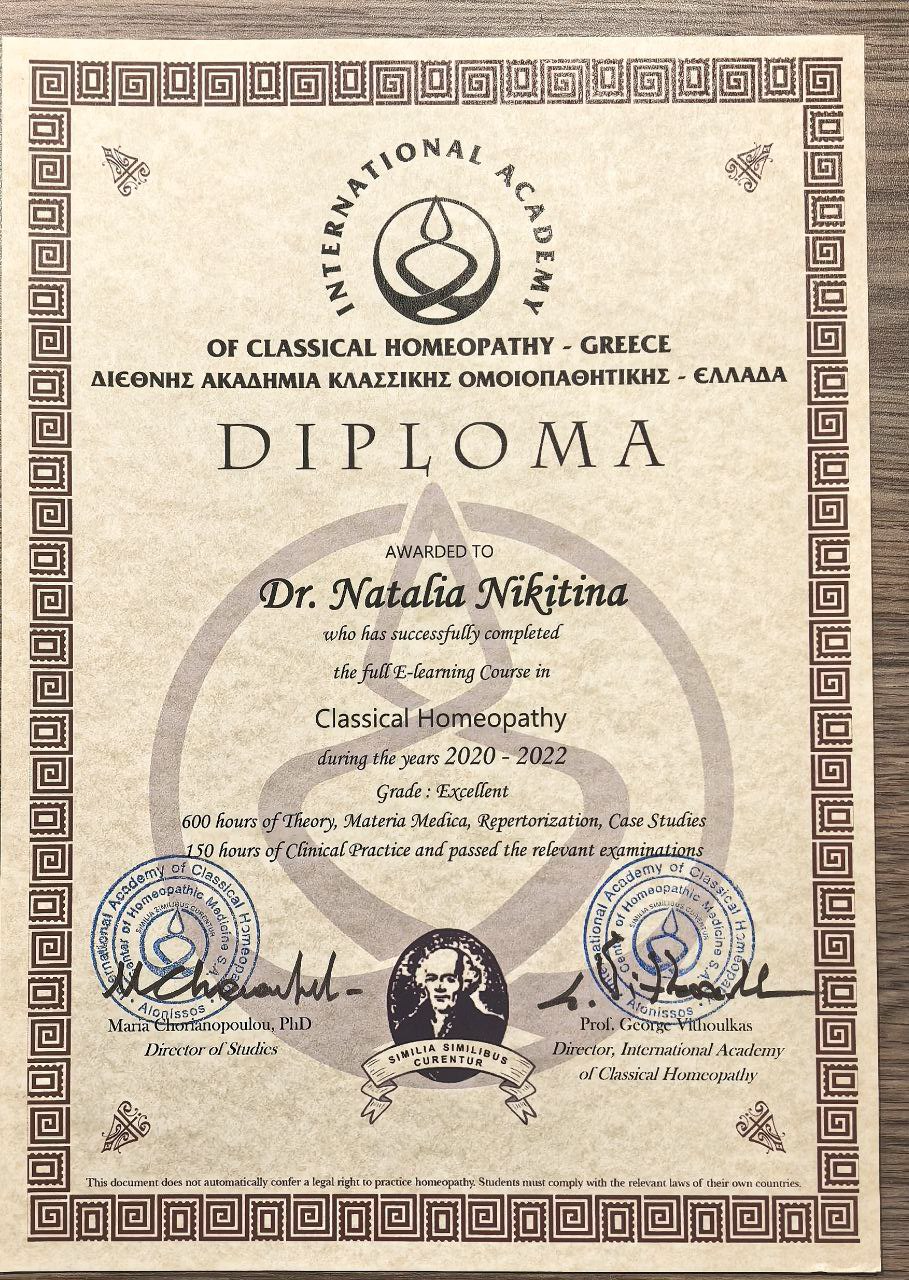 INTERNATIONAL ACADEMY
OF CLASSICAL HOMEOPATHY - GREECE
ΔΙЄΘΝΗΣ ΑΚΑΔΗΜΙΑ ΚΛΑΣΣΙΚΗΣ ΟΜΟΙΟΠΑΘΗΤΙΚΗΣ - ЄΛΛΑΔΑ
DIPLOMA
AWARDED TO
Dr. Natalia Nikitina
who has successfully completed
the full E-learning Course in
Classical Homeopathy
during the years 2020 - 2022
Grade : Excellent
600 hours of Theory, Materia Medica, Repertorization, Case Studies
150 hours of Clinical Practice and passed the relevant examinations
International Academy of Classical Homeopathy
Center of Homeopathic Medicine S.A.
SIMILIA SIMILIBUS CURENTUR
Alonissos
International Academy of Classical Homeopathy
Center of Homeopathic Medicine S.A.
SIMILIA SIMILIBUS CURENTUR
Alonissos
Maria Chorianopoulou, PhD
Director of Studies
SIMILIA SIMILIBUS
CURENTUR
Prof. George Vithoulkas
Director, International Academy
of Classical Homeopathy
This document does not automatically confer a legal right to practice homeopathy. Students must comply with the relevant laws of their own countries.